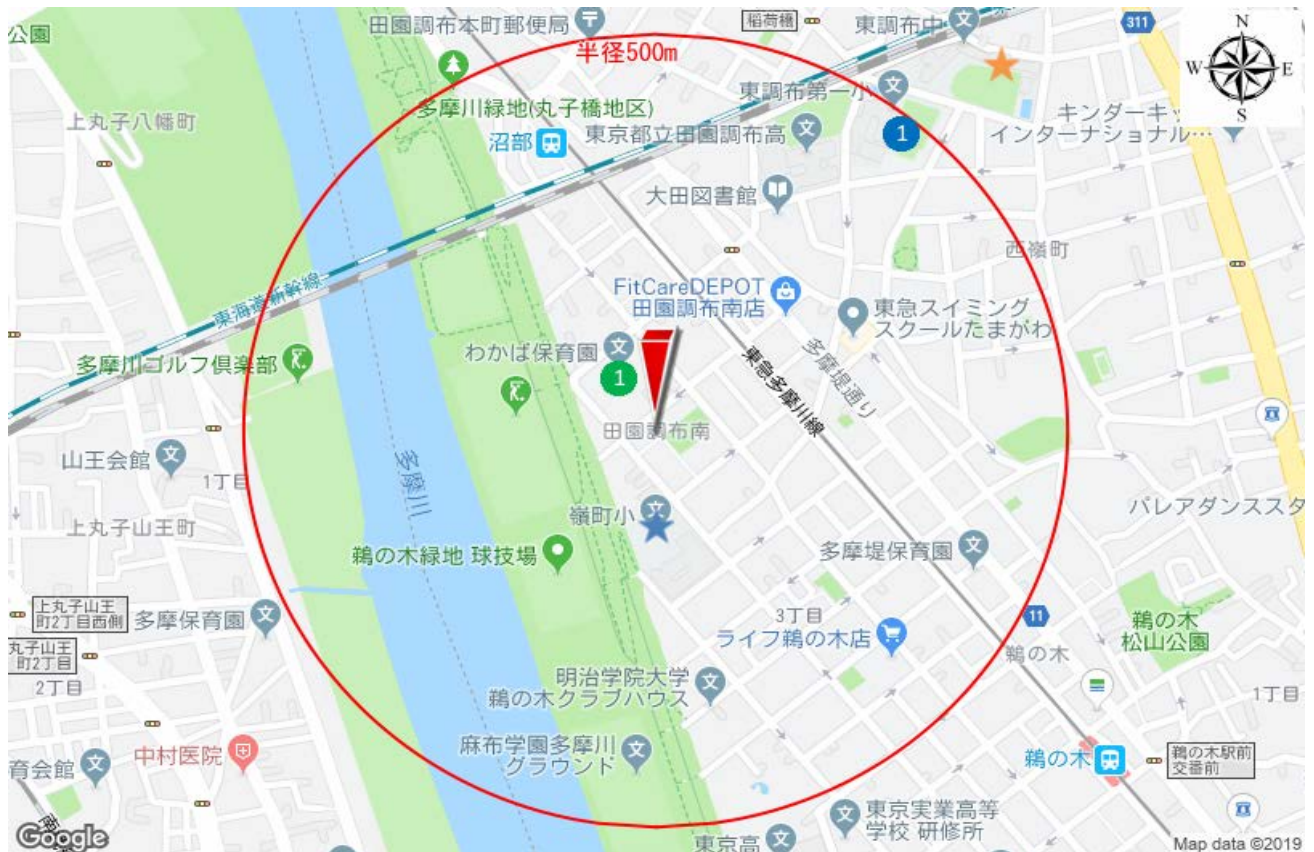 公園
田園調布本町郵便局
稲荷橋
東調布中
311
N
W
E
S
半径500m
多摩川緑地(丸子橋地区)
東調布第一小
上丸子八幡町
沼部
東京都立田園調布高
1
キンダーキッ
インターナショナル…
大田図書館
西嶺町
東海道新幹線
FitCareDEPOT
田園調布南店
東急スイミング
スクールたまがわ
多摩川ゴルフ倶楽部
わかば保育園
1
東急多摩川線
多摩堤通り
田園調布南
山王会館
1丁目
多摩川
上丸子山王町
嶺町小
パレアダンススタ
鵜の木緑地 球技場
多摩堤保育園
上丸子山王
町2丁目西側
多摩保育園
3丁目
11
鵜の木
松山公園
丸子山王
町2丁目
ライフ鵜の木店
鵜の木
2丁目
明治学院大学
鵜の木クラブハウス
1丁目
中村医院
麻布学園多摩川
グラウンド
鵜の木
鵜の木駅前
交番前
育会館
東京実業高等
学校 研修所
東京高
Google
Map data ©2019